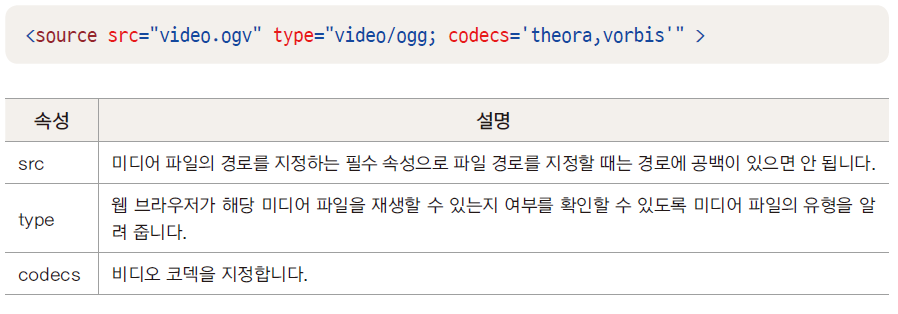 <source src="video.ogv" type="video/ogg; codecs='theora,vorbis'" >
속성 설명
src 미디어 파일의 경로를 지정하는 필수 속성으로 파일 경로를 지정할 때는 경로에 공백이 있으면 안 됩니다.
type 웹 브라우저가 해당 미디어 파일을 재생할 수 있는지 여부를 확인할 수 있도록 미디어 파일의 유형을 알
려 줍니다.
codecs 비디오 코덱을 지정합니다.